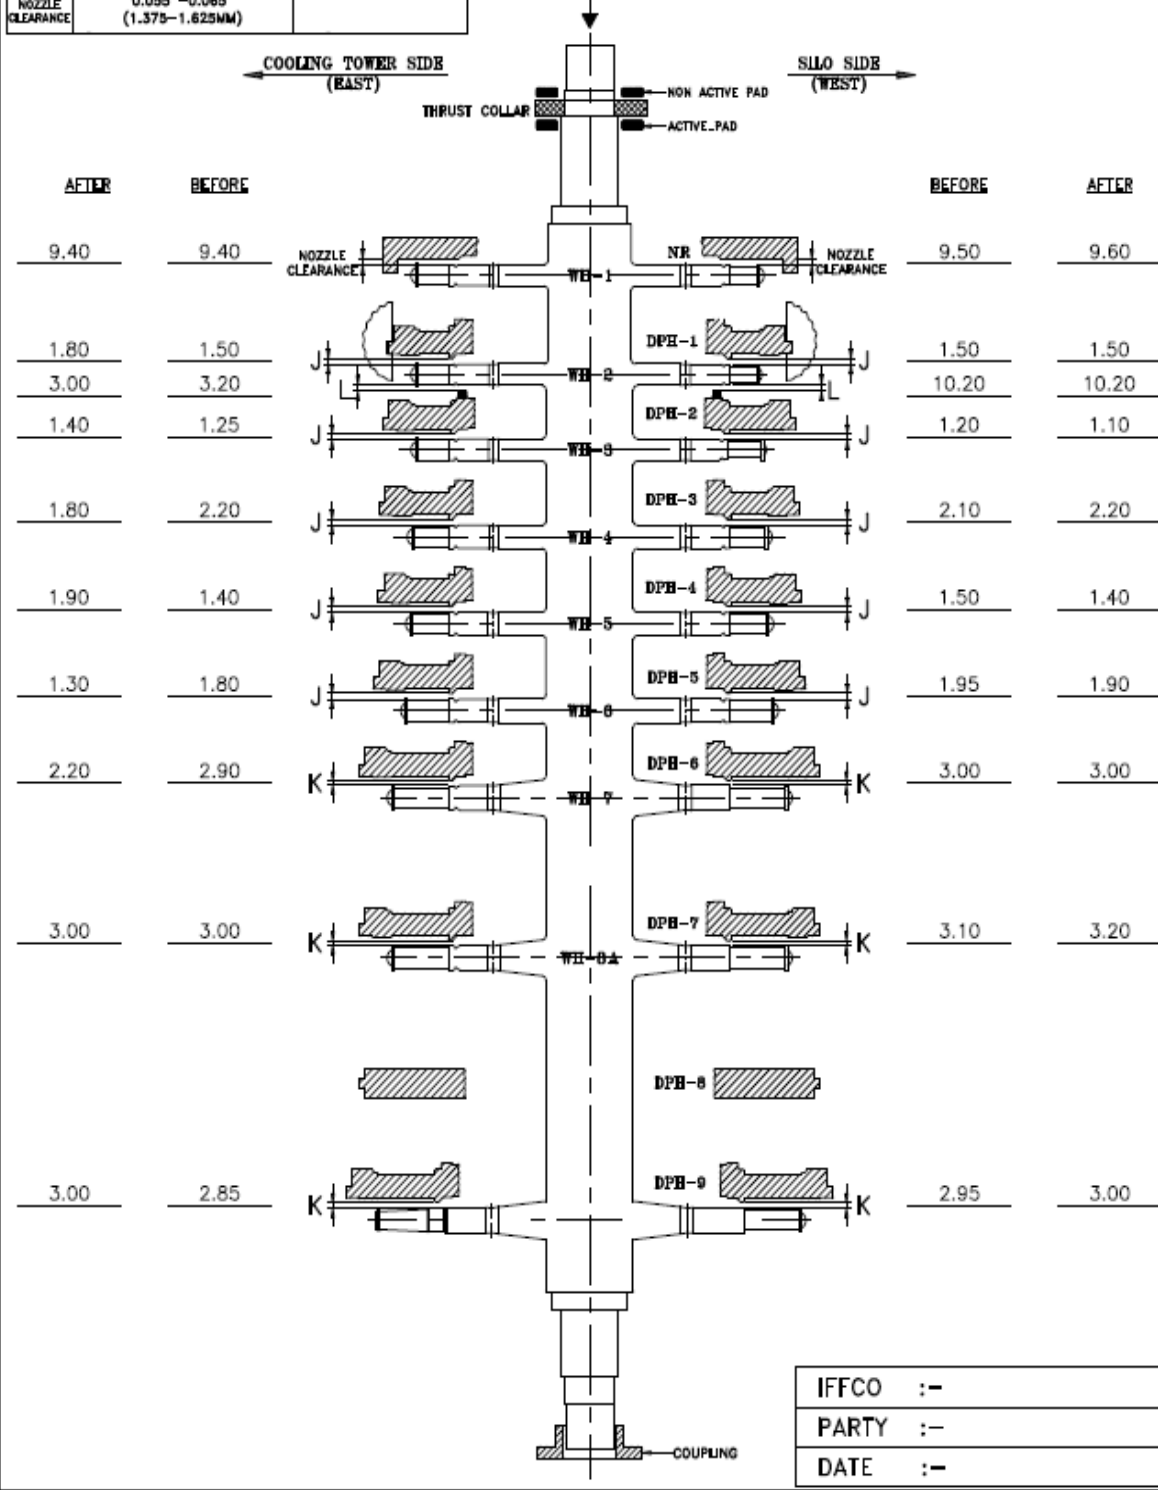 NOZZLE
CLEARANCE
0.055 -0.065
(1.375-1.625MM)
COOLING TOWER SIDE
(EAST)
SILO SIDE
(WEST)
NON ACTIVE PAD
THRUST COLLAR
ACTIVE PAD
AFTER BEFORE BEFORE AFTER
9.40 9.40 NOZZLE CLEARANCE NR NOZZLE CLEARANCE 9.50 9.60
WH-1
1.80 1.50 J DPH-1 J 1.50 1.50
WH-2
3.00 3.20 L L 10.20 10.20
1.40 1.25 J DPH-2 J 1.20 1.10
WH-3
1.80 2.20 J DPH-3 J 2.10 2.20
WH-4
1.90 1.40 J DPH-4 J 1.50 1.40
WH-5
1.30 1.80 J DPH-5 J 1.95 1.90
WH-6
2.20 2.90 K DPH-6 K 3.00 3.00
WH-7
3.00 3.00 K DPH-7 K 3.10 3.20
WH-8A
DPH-8
3.00 2.85 K DPH-9 K 2.95 3.00
COUPLING
IFFCO :-
PARTY :-
DATE :-